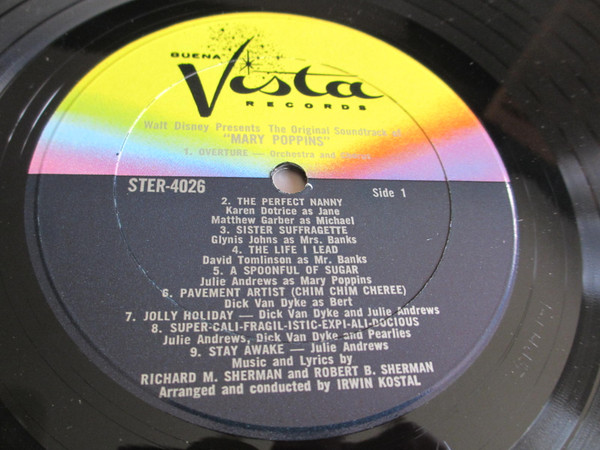 BUENA
Vista
RECORDS
Walt Disney Presents The Original Soundtrack of
"MARY POPPINS"
1. OVERTURE — Orchestra and Chorus
STER-4026
Side 1
2. THE PERFECT NANNY
Karen Dotrice as Jane
Matthew Garber as Michael
3. SISTER SUFFRAGETTE
Glynis Johns as Mrs. Banks
4. THE LIFE I LEAD
David Tomlinson as Mr. Banks
5. A SPOONFUL OF SUGAR
Julie Andrews as Mary Poppins
6. PAVEMENT ARTIST (CHIM CHIM CHEREE)
Dick Van Dyke as Bert
7. JOLLY HOLIDAY — Dick Van Dyke and Julie Andrews
8. SUPER-CALI-FRAGIL-ISTIC-EXPI-ALI-DOCIOUS
Julie Andrews, Dick Van Dyke and Pearlies
9. STAY AWAKE — Julie Andrews
Music and Lyrics by
RICHARD M. SHERMAN and ROBERT B. SHERMAN
Arranged and conducted by IRWIN KOSTAL